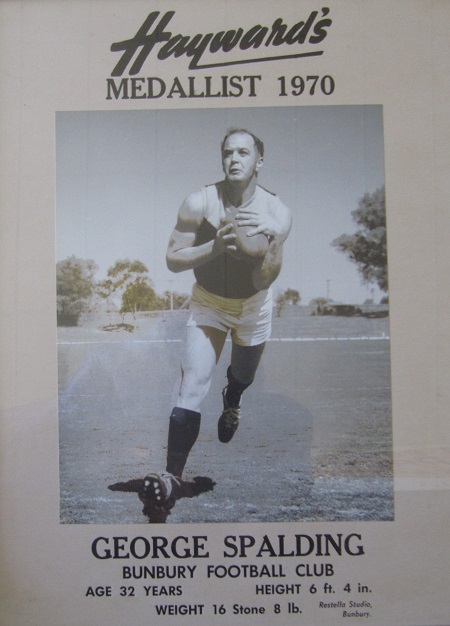 Hayward's
MEDALLIST 1970
GEORGE SPALDING
BUNBURY FOOTBALL CLUB
AGE 32 YEARS HEIGHT 6 ft. 4 in.
WEIGHT 16 Stone 8 lb.
Rostella Studio,
Bunbury.